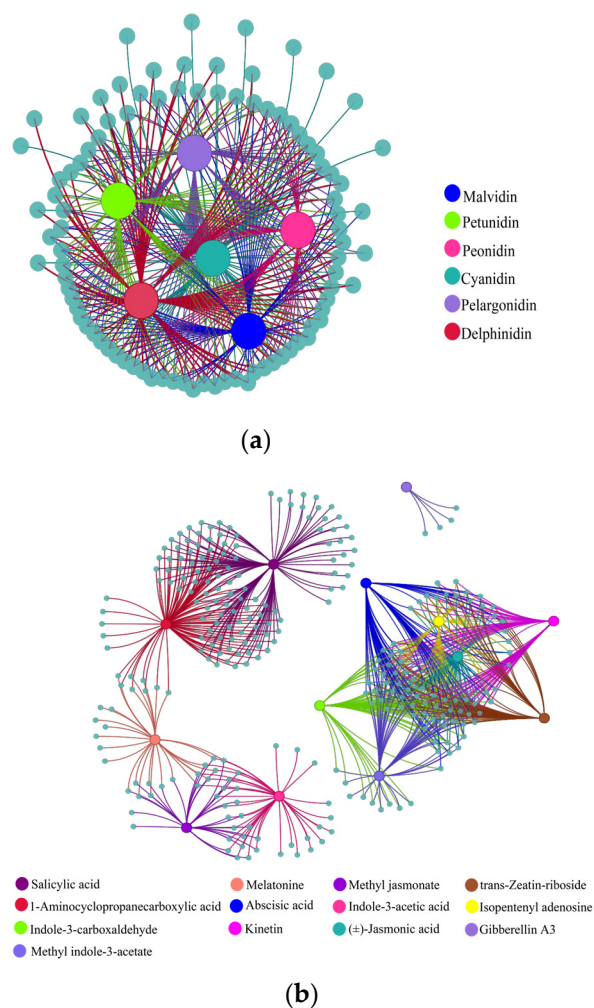 Malvidin
Petunidin
Peonidin
Cyanidin
Pelargonidin
Delphinidin
(a)
Salicylic acid Melatonine Methyl jasmonate trans-Zeatin-riboside
1-Aminocyclopropanecarboxylic acid Abscisic acid Indole-3-acetic acid Isopentenyl adenosine
Indole-3-carboxaldehyde Kinetin (±)-Jasmonic acid Gibberellin A3
Methyl indole-3-acetate
(b)